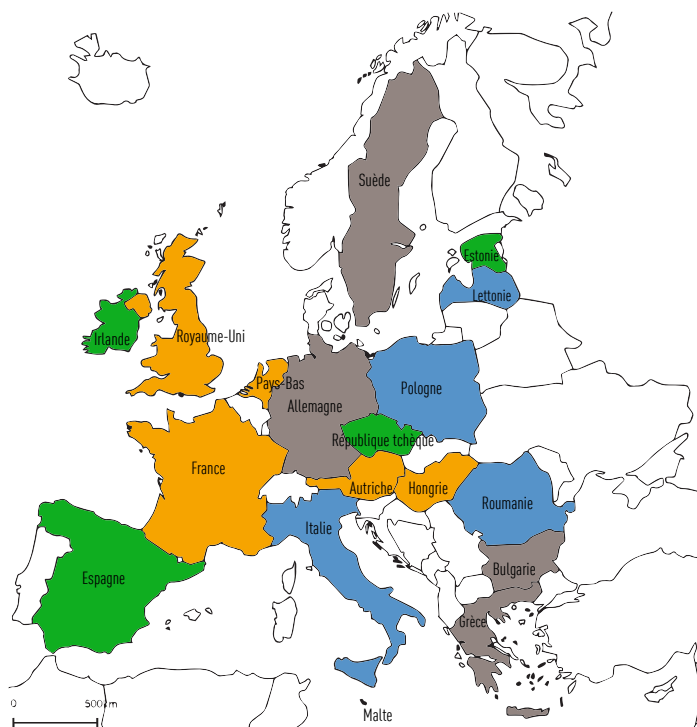 Suède
Estonie
Lettonie
Irlande
Royaume-Uni
Pays-Bas
Allemagne
Pologne
République tchèque
France
Autriche
Hongrie
Roumanie
Italie
Bulgarie
Espagne
Grèce
0 500km
Malte